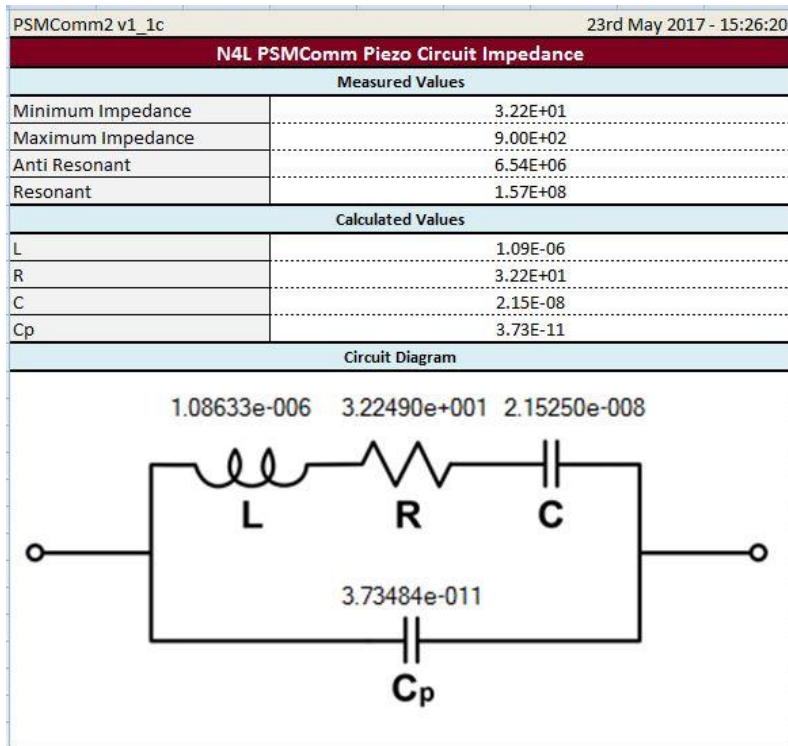 PSMComm2 v1_1c 23rd May 2017 - 15:26:20
N4L PSMComm Piezo Circuit Impedance
Measured Values
Minimum Impedance 3.22E+01
Maximum Impedance 9.00E+02
Anti Resonant 6.54E+06
Resonant 1.57E+08
Calculated Values
L 1.09E-06
R 3.22E+01
C 2.15E-08
Cp 3.73E-11
Circuit Diagram
1.08633e-006 3.22490e+001 2.15250e-008
L R C
3.73484e-011
Cp